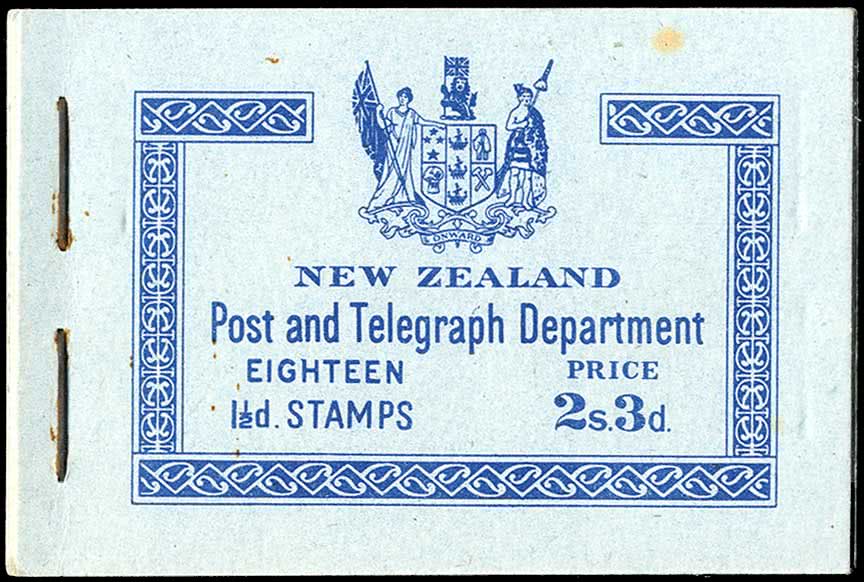 ONWARD
NEW ZEALAND
Post and Telegraph Department
EIGHTEEN PRICE
1½d. STAMPS 2s.3d.